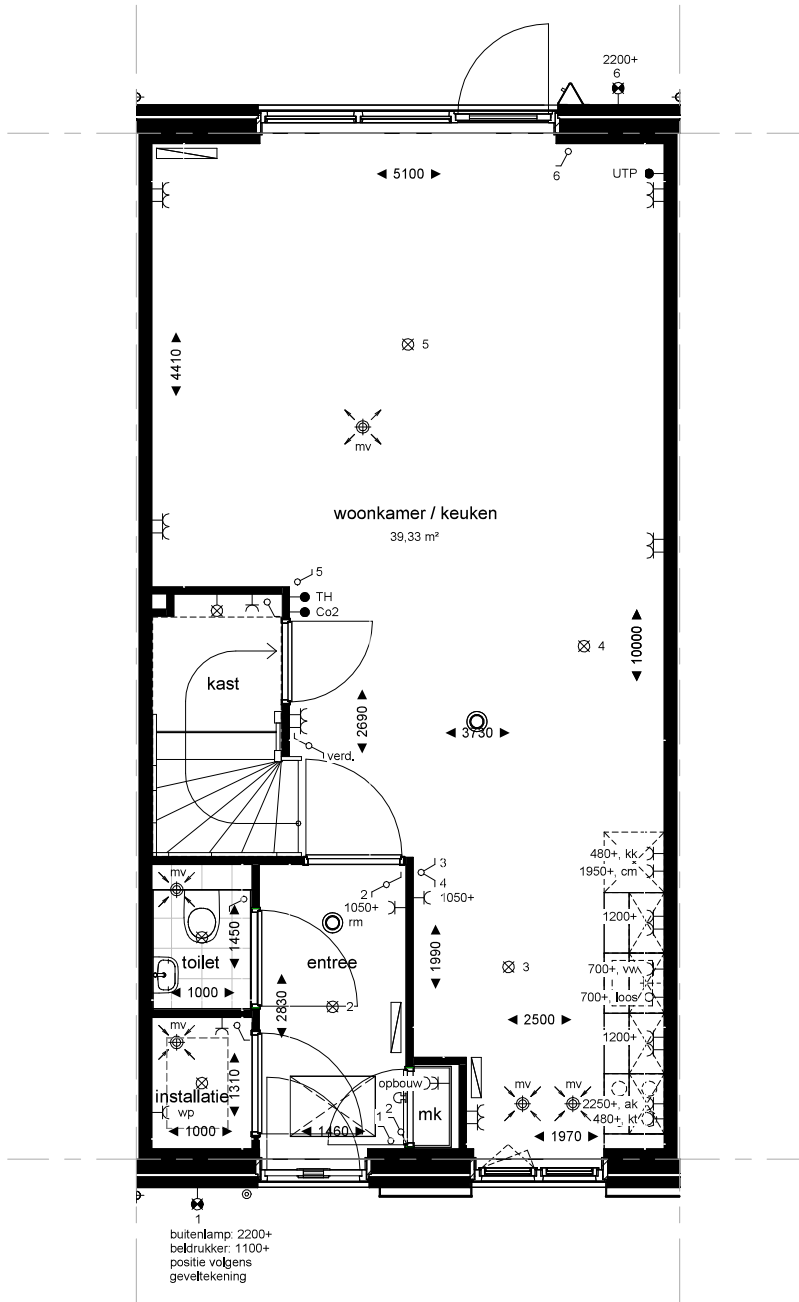 2200+
6
6
UTP
5100
5
4410
mv
woonkamer / keuken
39,33 m²
5
TH
Co2
4
10000
kast
2690
3730
verd.
480+, kk
1950+, cm
mv
3
2
4
1050+
1050+
rm
1200+
1450
toilet
entree
1990
3
700+, vw
1000
2830
2
700+, loos
2500
mv
1200+
installatie
1310
opbouw
mv
mv
wp
1
2
mk
2250+, ak
480+, kt
1000
1460
1970
1
buitenlamp: 2200+
beldrukker: 1100+
positie volgens
geveltekening